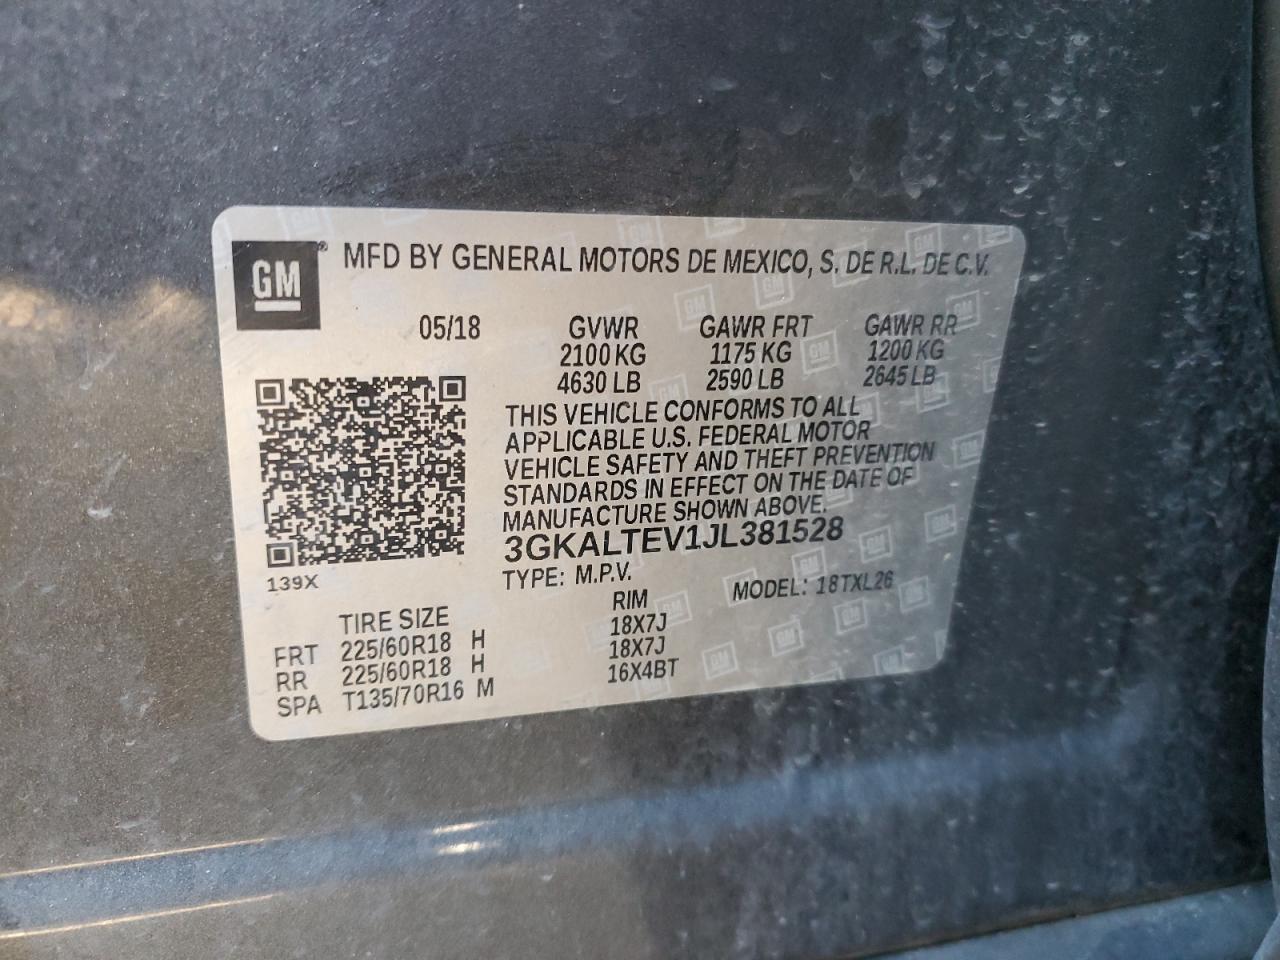 GM ® MFD BY GENERAL MOTORS DE MEXICO, S. DE R.L. DE C.V.
05/18 GVWR GAWR FRT GAWR RR
2100 KG 1175 KG 1200 KG
4630 LB 2590 LB 2645 LB
THIS VEHICLE CONFORMS TO ALL
APPLICABLE U.S. FEDERAL MOTOR
VEHICLE SAFETY AND THEFT PREVENTION
STANDARDS IN EFFECT ON THE DATE OF
MANUFACTURE SHOWN ABOVE.
3GKALTEV1JL381528
139X
TYPE: M.P.V. MODEL: 18TXL26
TIRE SIZE RIM
FRT 225/60R18 H 18X7J
RR 225/60R18 H 18X7J
SPA T135/70R16 M 16X4BT